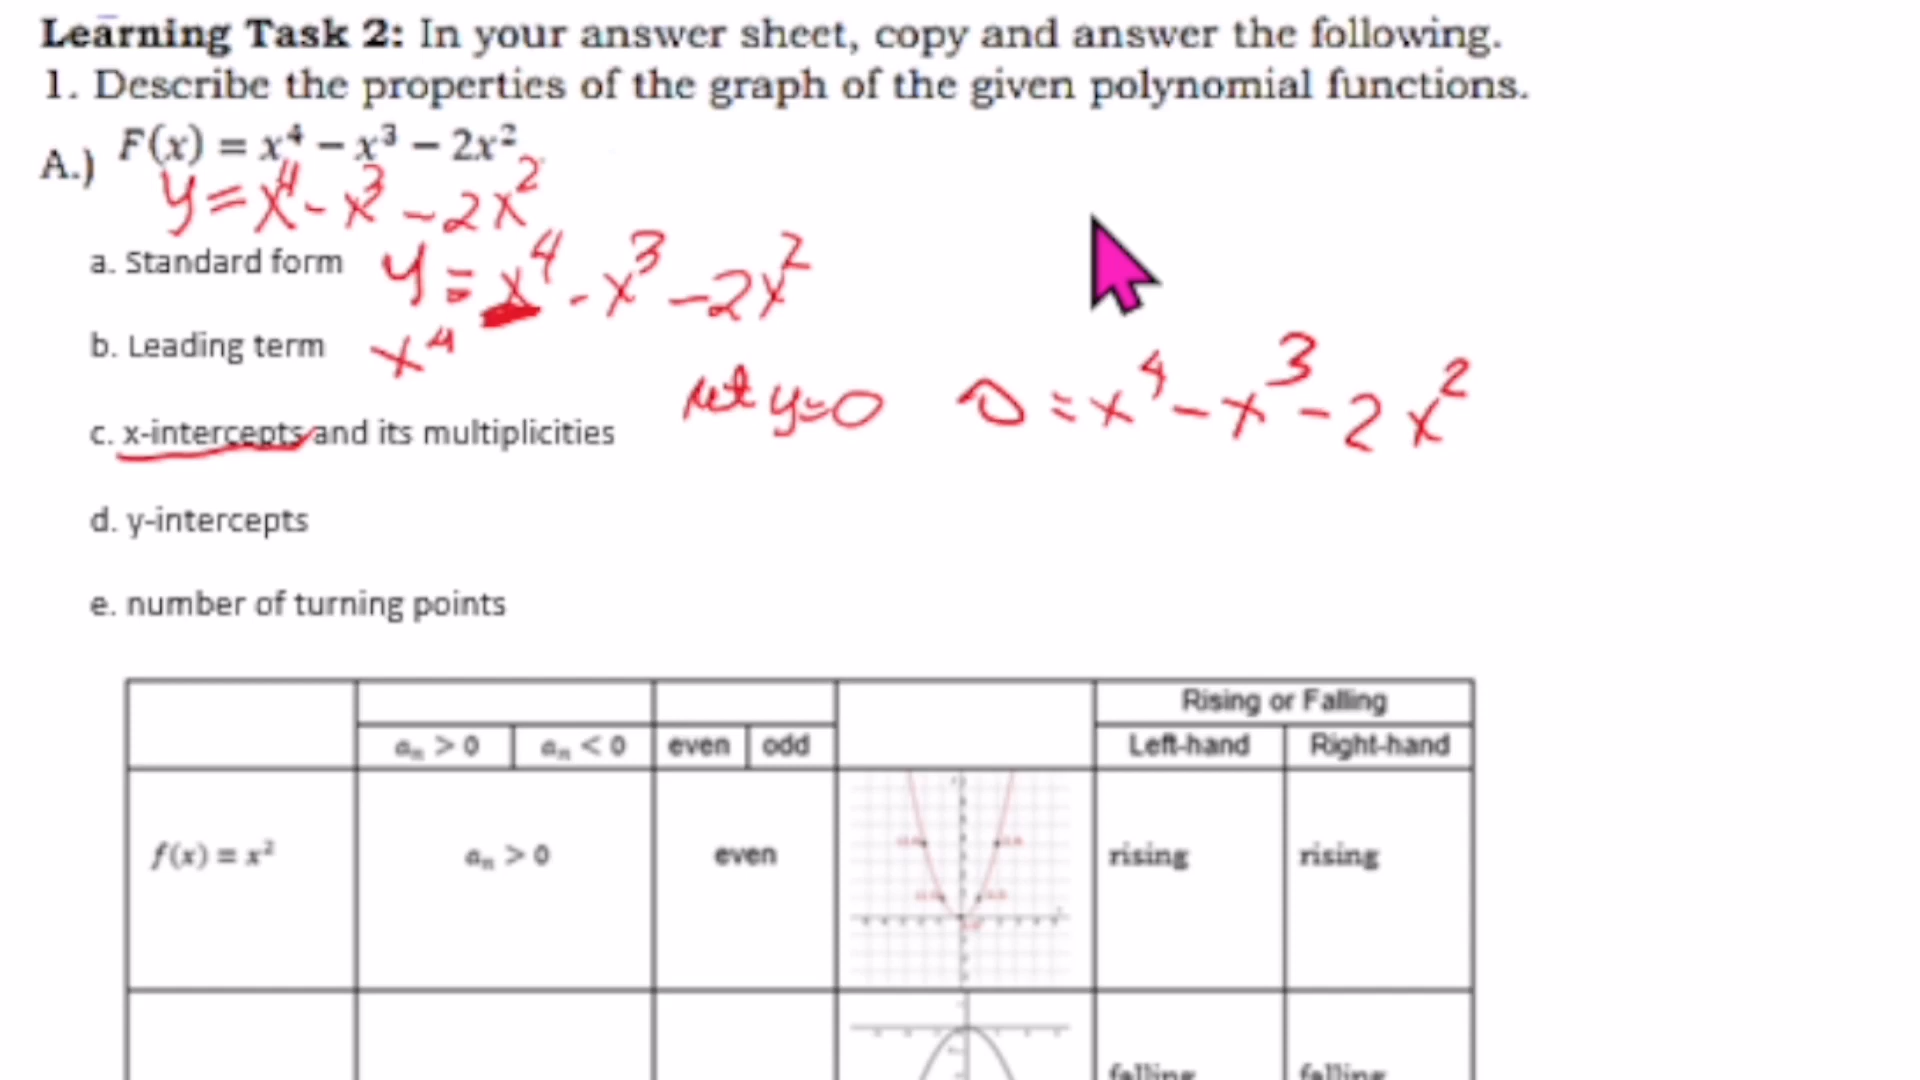 Learning Task 2: In your answer sheet, copy and answer the following.
1. Describe the properties of the graph of the given polynomial functions.
A.) F(x) = x⁴ − x³ − 2x²
y = x⁴ - x³ - 2x²
a. Standard form y = x⁴ - x³ - 2x²
b. Leading term x⁴
c. x-intercepts and its multiplicities let y=0 0 = x⁴ - x³ - 2x²
d. y-intercepts
e. number of turning points
Rising or Falling
aₙ > 0 aₙ < 0 even odd Left-hand Right-hand
f(x) = x² aₙ > 0 even rising rising
falling falling